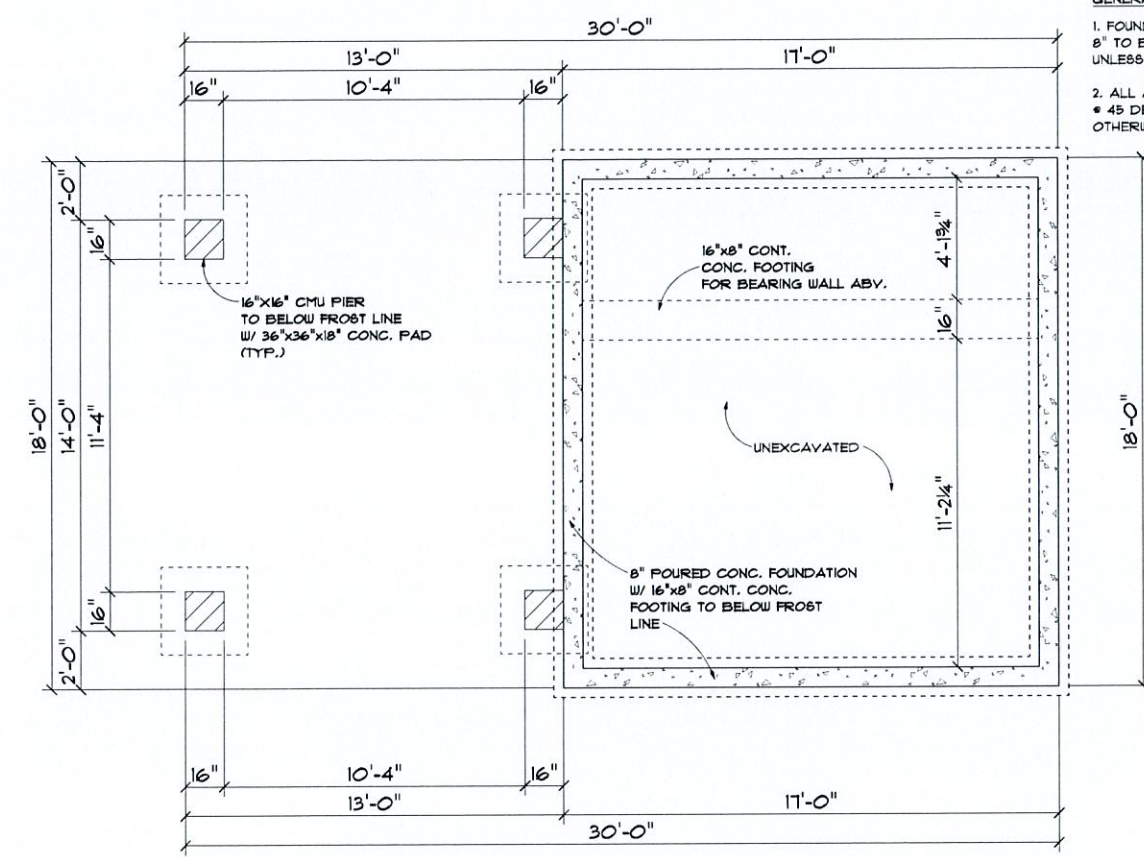 GENERA
1. FOUND
8" TO B
UNLESS
2. ALL
@ 45 DE
OTHERW
30'-0"
13'-0"
17'-0"
16"
10'-4"
16"
2'-0"
16"
18'-0"
14'-0"
11'-4"
16"
2'-0"
16"X16" CMU PIER
TO BELOW FROST LINE
W/ 36"x36"x18" CONC. PAD
(TYP.)
16"x8" CONT.
CONC. FOOTING
FOR BEARING WALL ABV.
4'-1¾"
16"
11'-2¼"
UNEXCAVATED
8" POURED CONC. FOUNDATION
W/ 16"x8" CONT. CONC.
FOOTING TO BELOW FROST
LINE
18'-0"
16"
10'-4"
16"
13'-0"
17'-0"
30'-0"